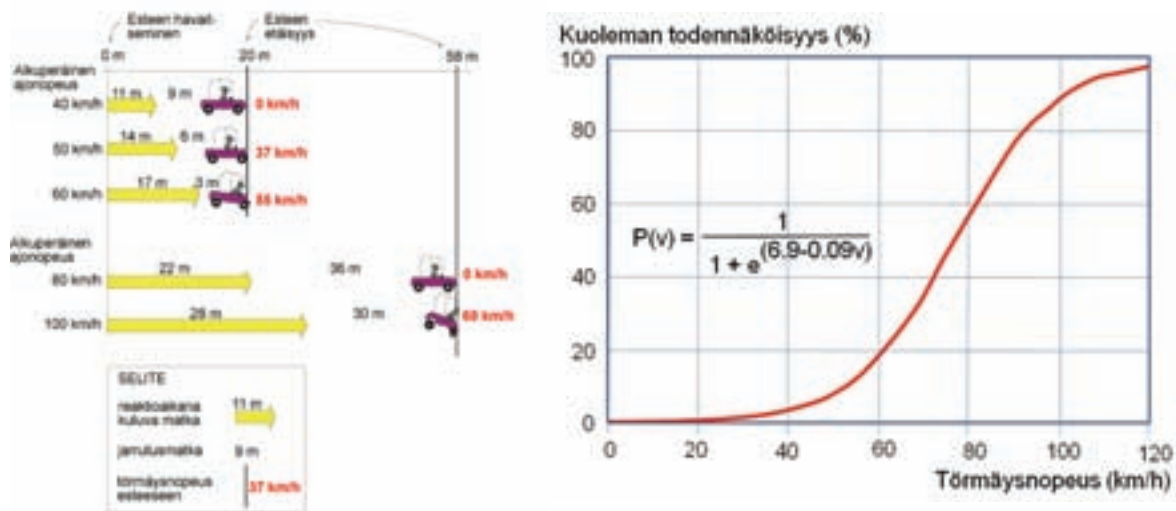 Esteen havait-
seminen
Esteen
etäisyys
0 m
20 m
58 m
Alkuperäinen
ajonopeus
40 km/h
11 m
9 m
0 km/h
50 km/h
14 m
6 m
37 km/h
60 km/h
17 m
3 m
55 km/h
Alkuperäinen
ajonopeus
80 km/h
22 m
36 m
0 km/h
100 km/h
28 m
30 m
km/h
SELITE
reaktioaikana
kuluva matka
11 m
jarrutusmatka
9 m
törmäysnopeus
esteeseen
37 km/h
Kuoleman todennäköisyys (%)
100
80
60
40
20
0
P(v) = 1 / 1 + e^(6.9-0.09v)
0 20 40 60 80 100 120
Törmäysnopeus (km/h)